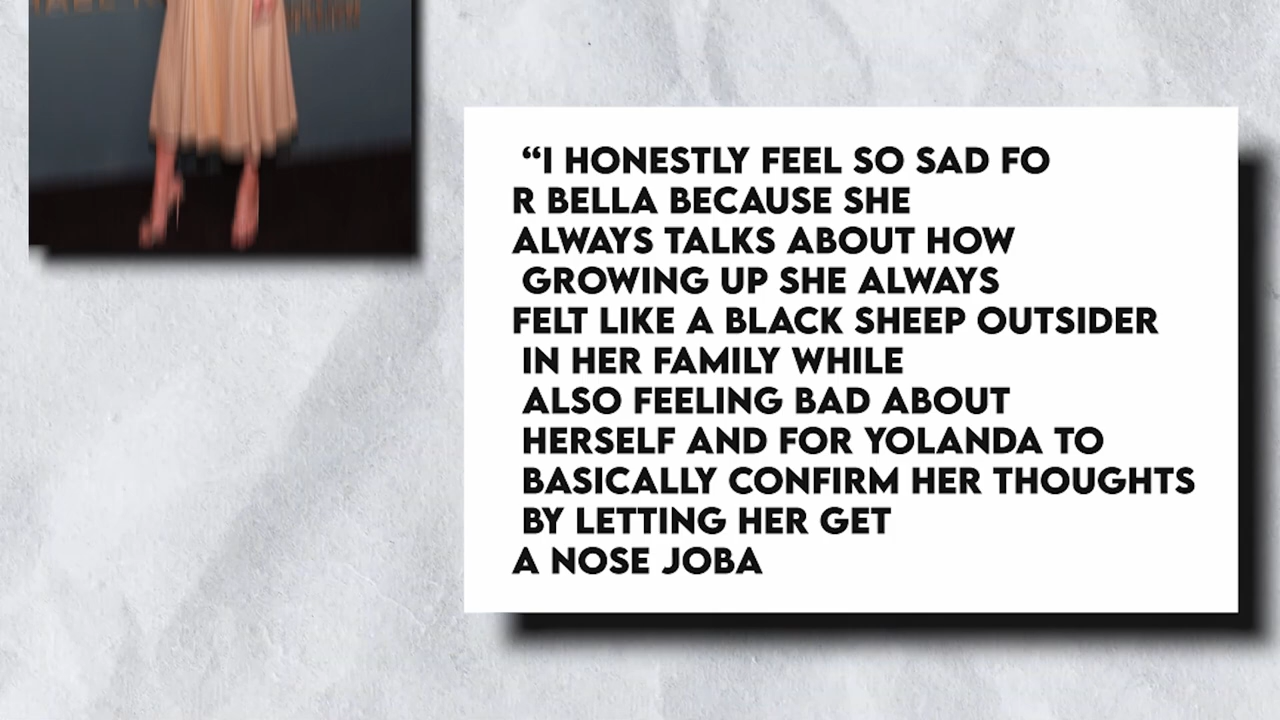 “I HONESTLY FEEL SO SAD FO
R BELLA BECAUSE SHE
ALWAYS TALKS ABOUT HOW
GROWING UP SHE ALWAYS
FELT LIKE A BLACK SHEEP OUTSIDER
IN HER FAMILY WHILE
ALSO FEELING BAD ABOUT
HERSELF AND FOR YOLANDA TO
BASICALLY CONFIRM HER THOUGHTS
BY LETTING HER GET
A NOSE JOBA